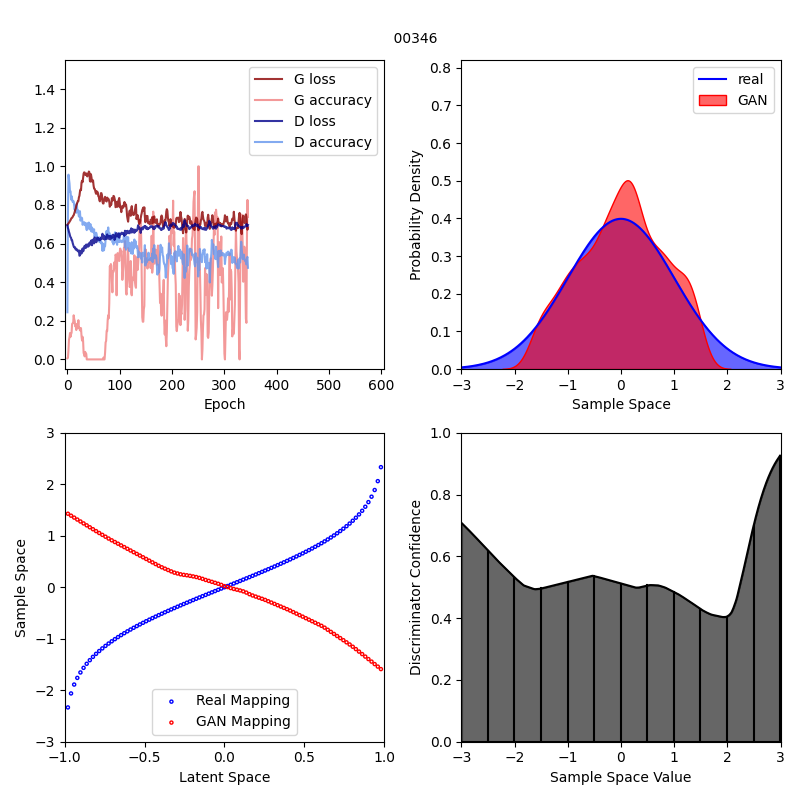 00346
G loss
G accuracy
D loss
D accuracy
1.4
1.2
1.0
0.8
0.6
0.4
0.2
0.0
0 100 200 300 400 500 600
Epoch
real
GAN
Probability Density
0.8
0.7
0.6
0.5
0.4
0.3
0.2
0.1
0.0
−3 −2 −1 0 1 2 3
Sample Space
Sample Space
3
2
1
0
−1
−2
−3
Real Mapping
GAN Mapping
−1.0 −0.5 0.0 0.5 1.0
Latent Space
Discriminator Confidence
1.0
0.8
0.6
0.4
0.2
0.0
−3 −2 −1 0 1 2 3
Sample Space Value